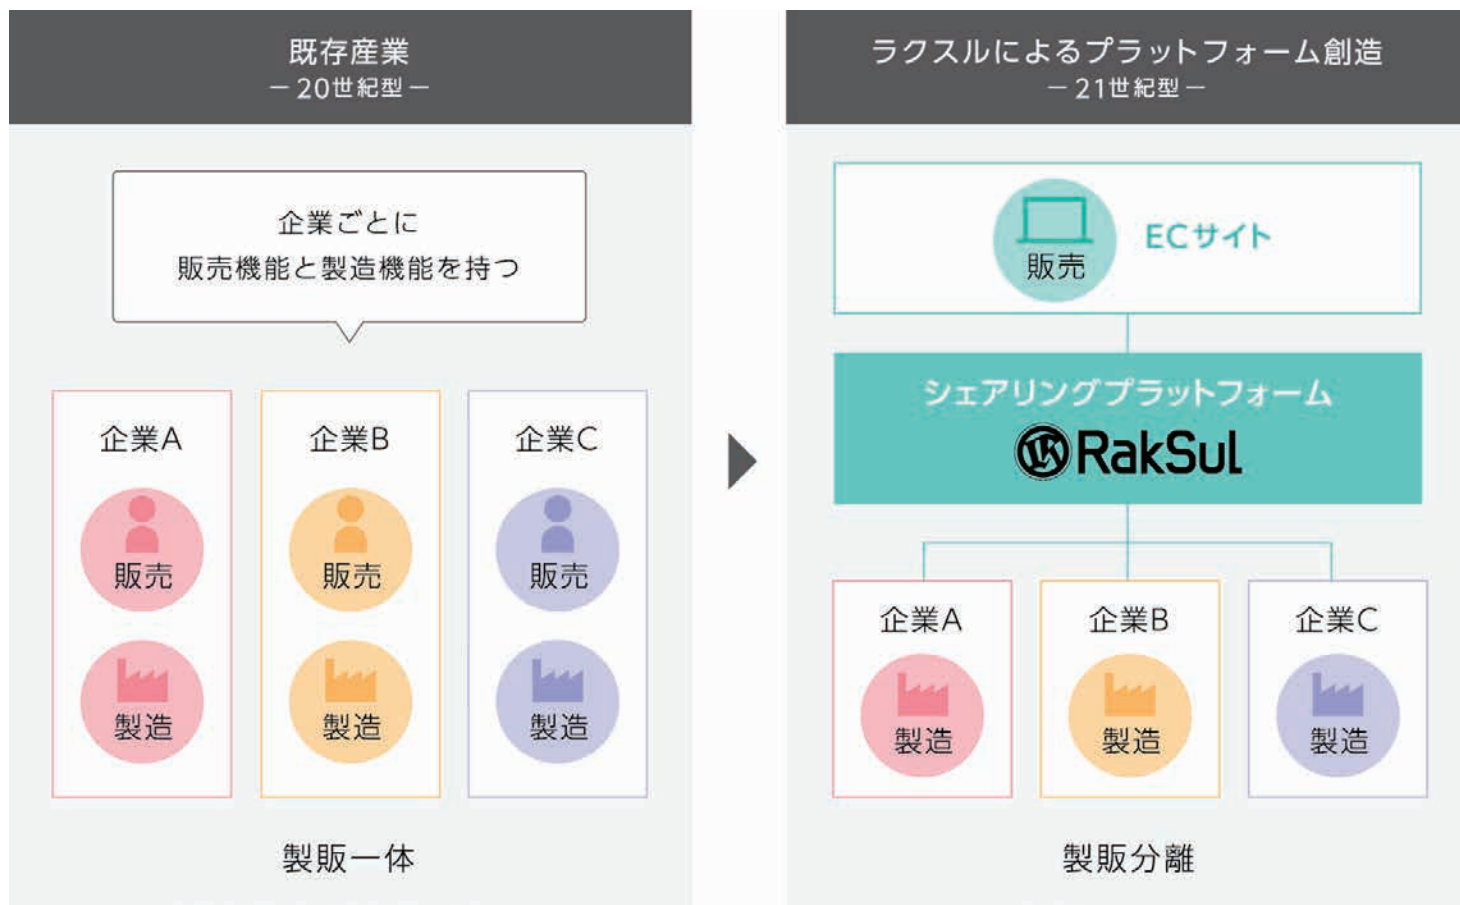 既存産業
ー20世紀型ー
企業ごとに
販売機能と製造機能を持つ
企業A
販売
製造
企業B
販売
製造
企業C
販売
製造
製販一体
ラクスルによるプラットフォーム創造
ー21世紀型ー
販売
ECサイト
シェアリングプラットフォーム
RakSul
企業A
製造
企業B
製造
企業C
製造
製販分離